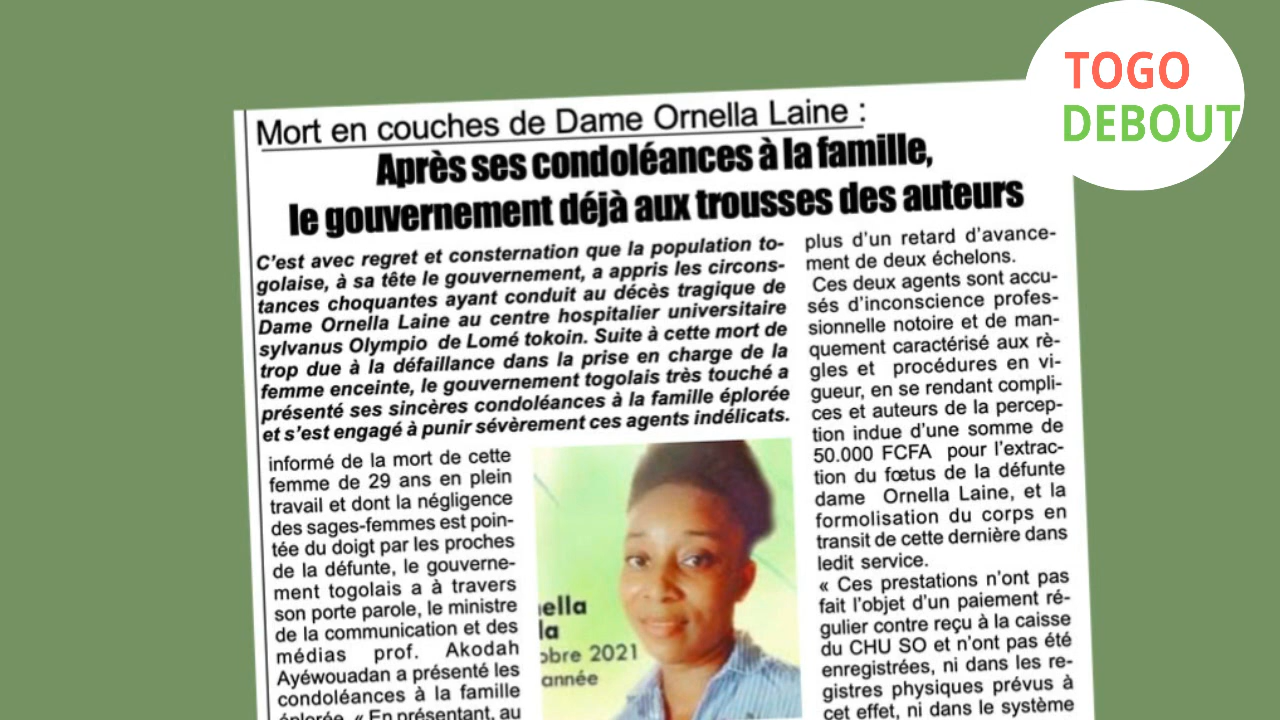 TOGO
DEBOUT
Mort en couches de Dame Ornella Laine :
Après ses condoléances à la famille,
le gouvernement déjà aux trousses des auteurs
C'est avec regret et consternation que la population to-
golaise, à sa tête le gouvernement, a appris les circons-
tances choquantes ayant conduit au décès tragique de
Dame Ornella Laine au centre hospitalier universitaire
sylvanus Olympio de Lomé tokoin. Suite à cette mort de
trop due à la défaillance dans la prise en charge de la
femme enceinte, le gouvernement togolais très touché a
présenté ses sincères condoléances à la famille éplorée
et s'est engagé à punir sévèrement ces agents indélicats.
informé de la mort de cette
femme de 29 ans en plein
travail et dont la négligence
des sages-femmes est poin-
tée du doigt par les proches
de la défunte, le gouverne-
ment togolais a à travers
son porte parole, le ministre
de la communication et des
médias prof. Akodah
Ayéwouadan a présenté les
condoléances à la famille
éplorée. « En présentant, au
nella
la
obre 2021
année
plus d'un retard d'avance-
ment de deux échelons.
Ces deux agents sont accu-
sés d'inconscience profes-
sionnelle notoire et de man-
quement caractérisé aux rè-
gles et procédures en vi-
gueur, en se rendant compli-
ces et auteurs de la percep-
tion indue d'une somme de
50.000 FCFA pour l'extrac-
tion du fœtus de la défunte
dame Ornella Laine, et la
formolisation du corps en
transit de cette dernière dans
ledit service.
« Ces prestations n'ont pas
fait l'objet d'un paiement ré-
gulier contre reçu à la caisse
du CHU SO et n'ont pas été
enregistrées, ni dans les re-
gistres physiques prévus à
cet effet, ni dans le système